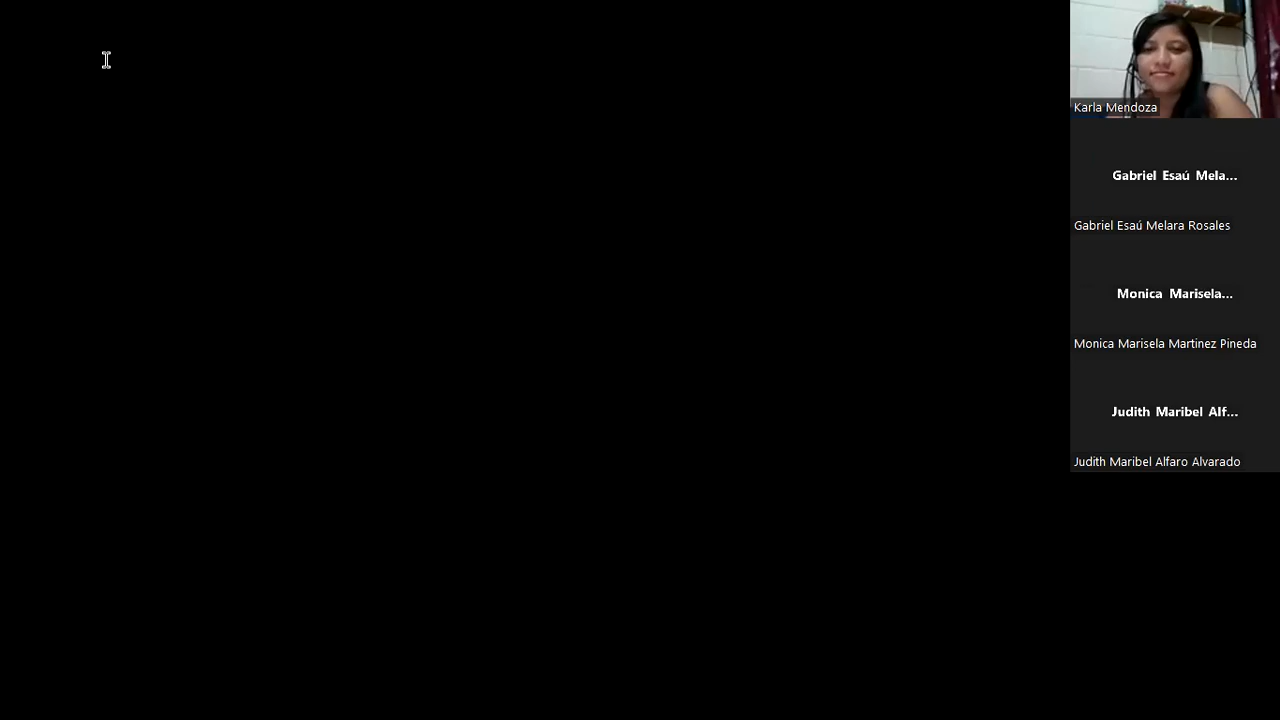 Karla Mendoza
Gabriel Esaú Mela...
Gabriel Esaú Melara Rosales
Monica Marisela...
Monica Marisela Martinez Pineda
Judith Maribel Alf...
Judith Maribel Alfaro Alvarado